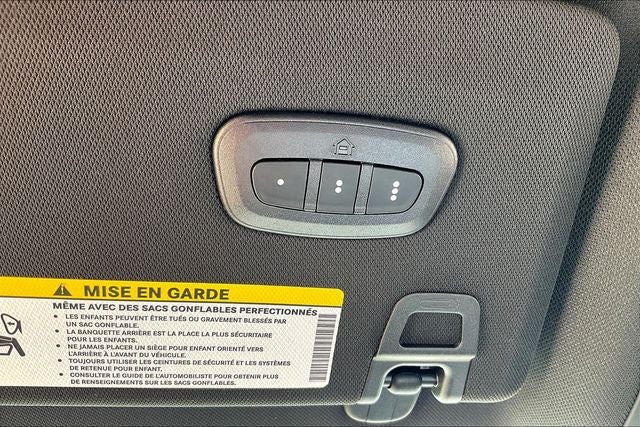 MISE EN GARDE
MÊME AVEC DES SACS GONFLABLES PERFECTIONNÉS
• LES ENFANTS PEUVENT ÊTRE TUÉS OU GRAVEMENT BLESSÉS PAR
UN SAC GONFLABLE.
• LA BANQUETTE ARRIÈRE EST LA PLACE LA PLUS SÉCURITAIRE
POUR LES ENFANTS.
• NE JAMAIS PLACER UN SIÈGE POUR ENFANT ORIENTÉ VERS
L'ARRIÈRE À L'AVANT DU VÉHICULE.
• TOUJOURS UTILISER LES CEINTURES DE SÉCURITÉ ET LES SYSTÈMES
DE RETENUE POUR ENFANT.
• CONSULTER LE GUIDE DE L'AUTOMOBILISTE POUR OBTENIR PLUS
DE RENSEIGNEMENTS SUR LES SACS GONFLABLES.